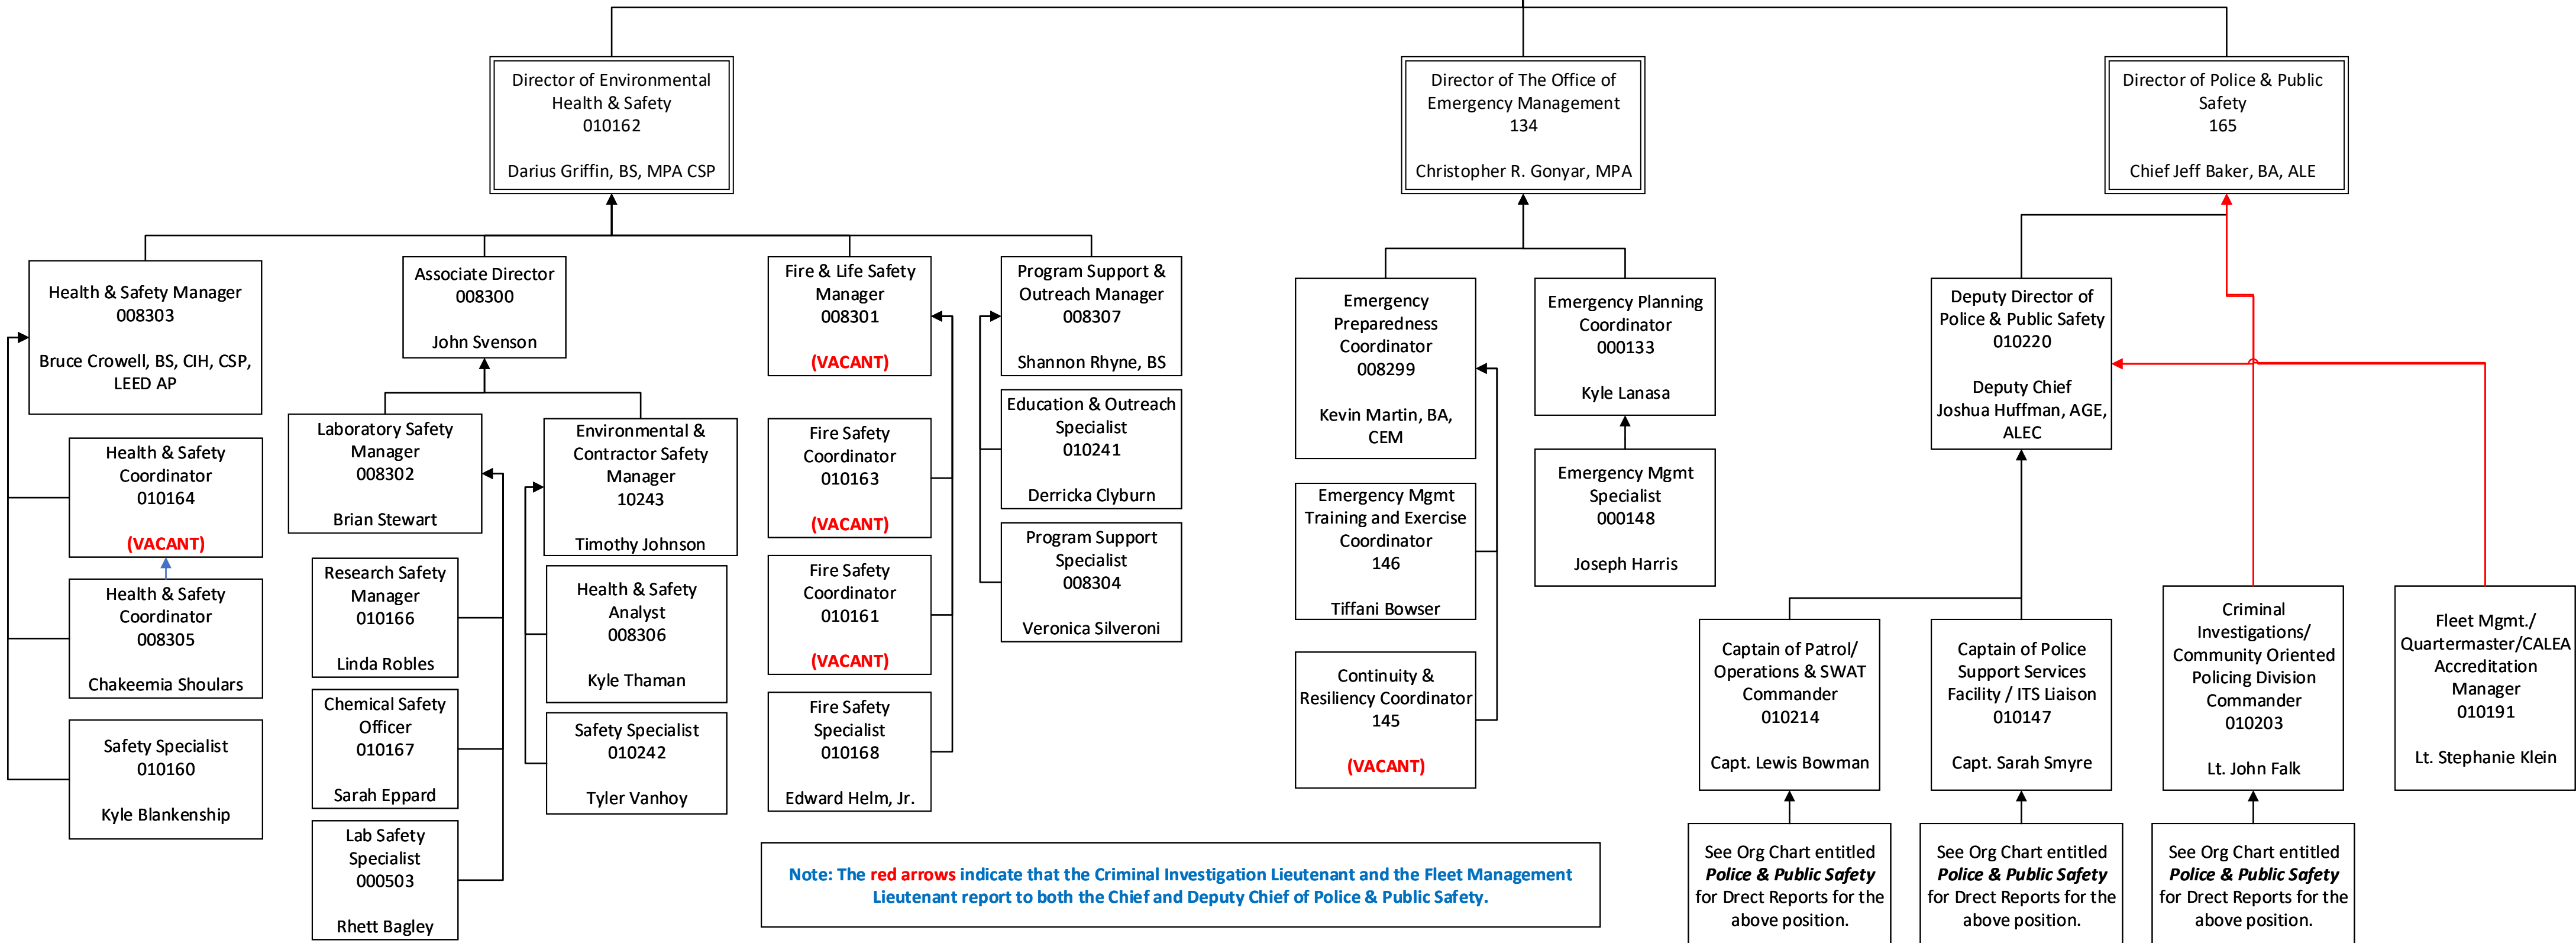 Director of Environmental
Health & Safety
010162
Darius Griffin, BS, MPA CSP
Director of The Office of
Emergency Management
134
Christopher R. Gonyar, MPA
Director of Police & Public
Safety
165
Chief Jeff Baker, BA, ALE
Health & Safety Manager
008303
Bruce Crowell, BS, CIH, CSP,
LEED AP
Health & Safety
Coordinator
010164
(VACANT)
Health & Safety
Coordinator
008305
Chakeemia Shoulars
Safety Specialist
010160
Kyle Blankenship
Associate Director
008300
John Svenson
Laboratory Safety
Manager
008302
Brian Stewart
Research Safety
Manager
010166
Linda Robles
Chemical Safety
Officer
010167
Sarah Eppard
Lab Safety
Specialist
000503
Rhett Bagley
Environmental &
Contractor Safety
Manager
10243
Timothy Johnson
Health & Safety
Analyst
008306
Kyle Thaman
Safety Specialist
010242
Tyler Vanhoy
Fire & Life Safety
Manager
008301
(VACANT)
Fire Safety
Coordinator
010163
(VACANT)
Fire Safety
Coordinator
010161
(VACANT)
Fire Safety
Specialist
010168
Edward Helm, Jr.
Program Support &
Outreach Manager
008307
Shannon Rhyne, BS
Education & Outreach
Specialist
010241
Derricka Clyburn
Program Support
Specialist
008304
Veronica Silveroni
Emergency
Preparedness
Coordinator
008299
Kevin Martin, BA,
CEM
Emergency Mgmt
Training and Exercise
Coordinator
146
Tiffani Bowser
Continuity &
Resiliency Coordinator
145
(VACANT)
Emergency Planning
Coordinator
000133
Kyle Lanasa
Emergency Mgmt
Specialist
000148
Joseph Harris
Deputy Director of
Police & Public Safety
010220
Deputy Chief
Joshua Huffman, AGE,
ALEC
Captain of Patrol/
Operations & SWAT
Commander
010214
Capt. Lewis Bowman
See Org Chart entitled
Police & Public Safety
for Drect Reports for the
above position.
Captain of Police
Support Services
Facility / ITS Liaison
010147
Capt. Sarah Smyre
See Org Chart entitled
Police & Public Safety
for Drect Reports for the
above position.
Criminal
Investigations/
Community Oriented
Policing Division
Commander
010203
Lt. John Falk
See Org Chart entitled
Police & Public Safety
for Drect Reports for the
above position.
Fleet Mgmt./
Quartermaster/CALEA
Accreditation
Manager
010191
Lt. Stephanie Klein
Note: The red arrows indicate that the Criminal Investigation Lieutenant and the Fleet Management
Lieutenant report to both the Chief and Deputy Chief of Police & Public Safety.